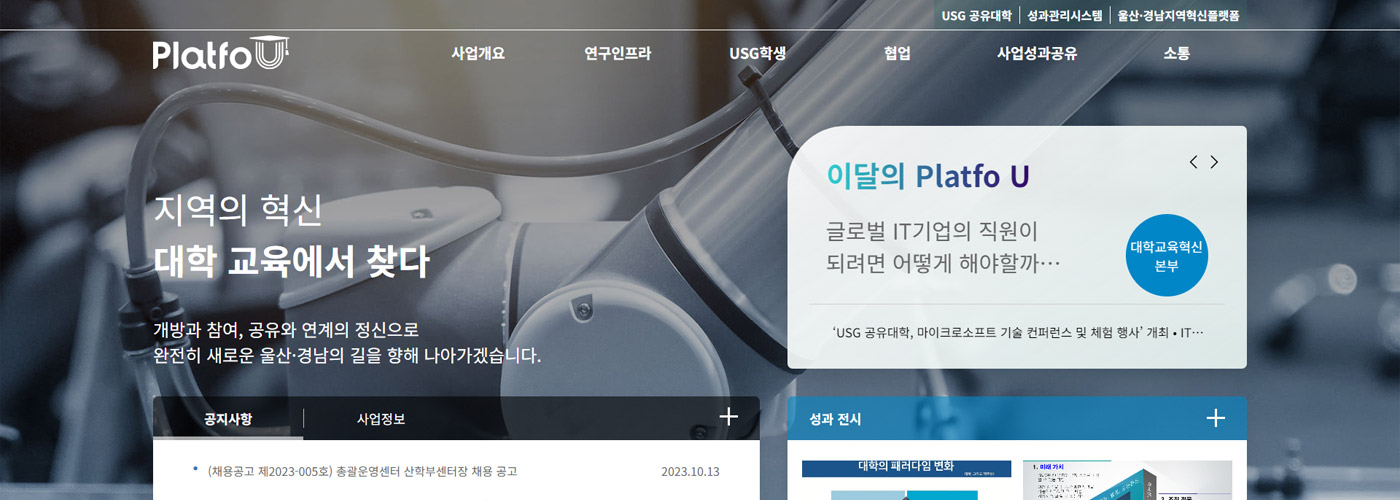 USG 공유대학 성과관리시스템 울산·경남지역혁신플랫폼
Platfo U 사업개요 연구인프라 USG학생 협업 사업성과공유 소통
지역의 혁신
대학 교육에서 찾다
개방과 참여, 공유와 연계의 정신으로
완전히 새로운 울산·경남의 길을 향해 나아가겠습니다.
이달의 Platfo U
글로벌 IT기업의 직원이
되려면 어떻게 해야할까…
대학교육혁신
본부
‘USG 공유대학, 마이크로소프트 기술 컨퍼런스 및 체험 행사’ 개최 • IT…
공지사항 사업정보
(채용공고 제2023-005호) 총괄운영센터 산학부센터장 채용 공고 2023.10.13
성과 전시
대학의 패러다임 변화
1. 미래 가치